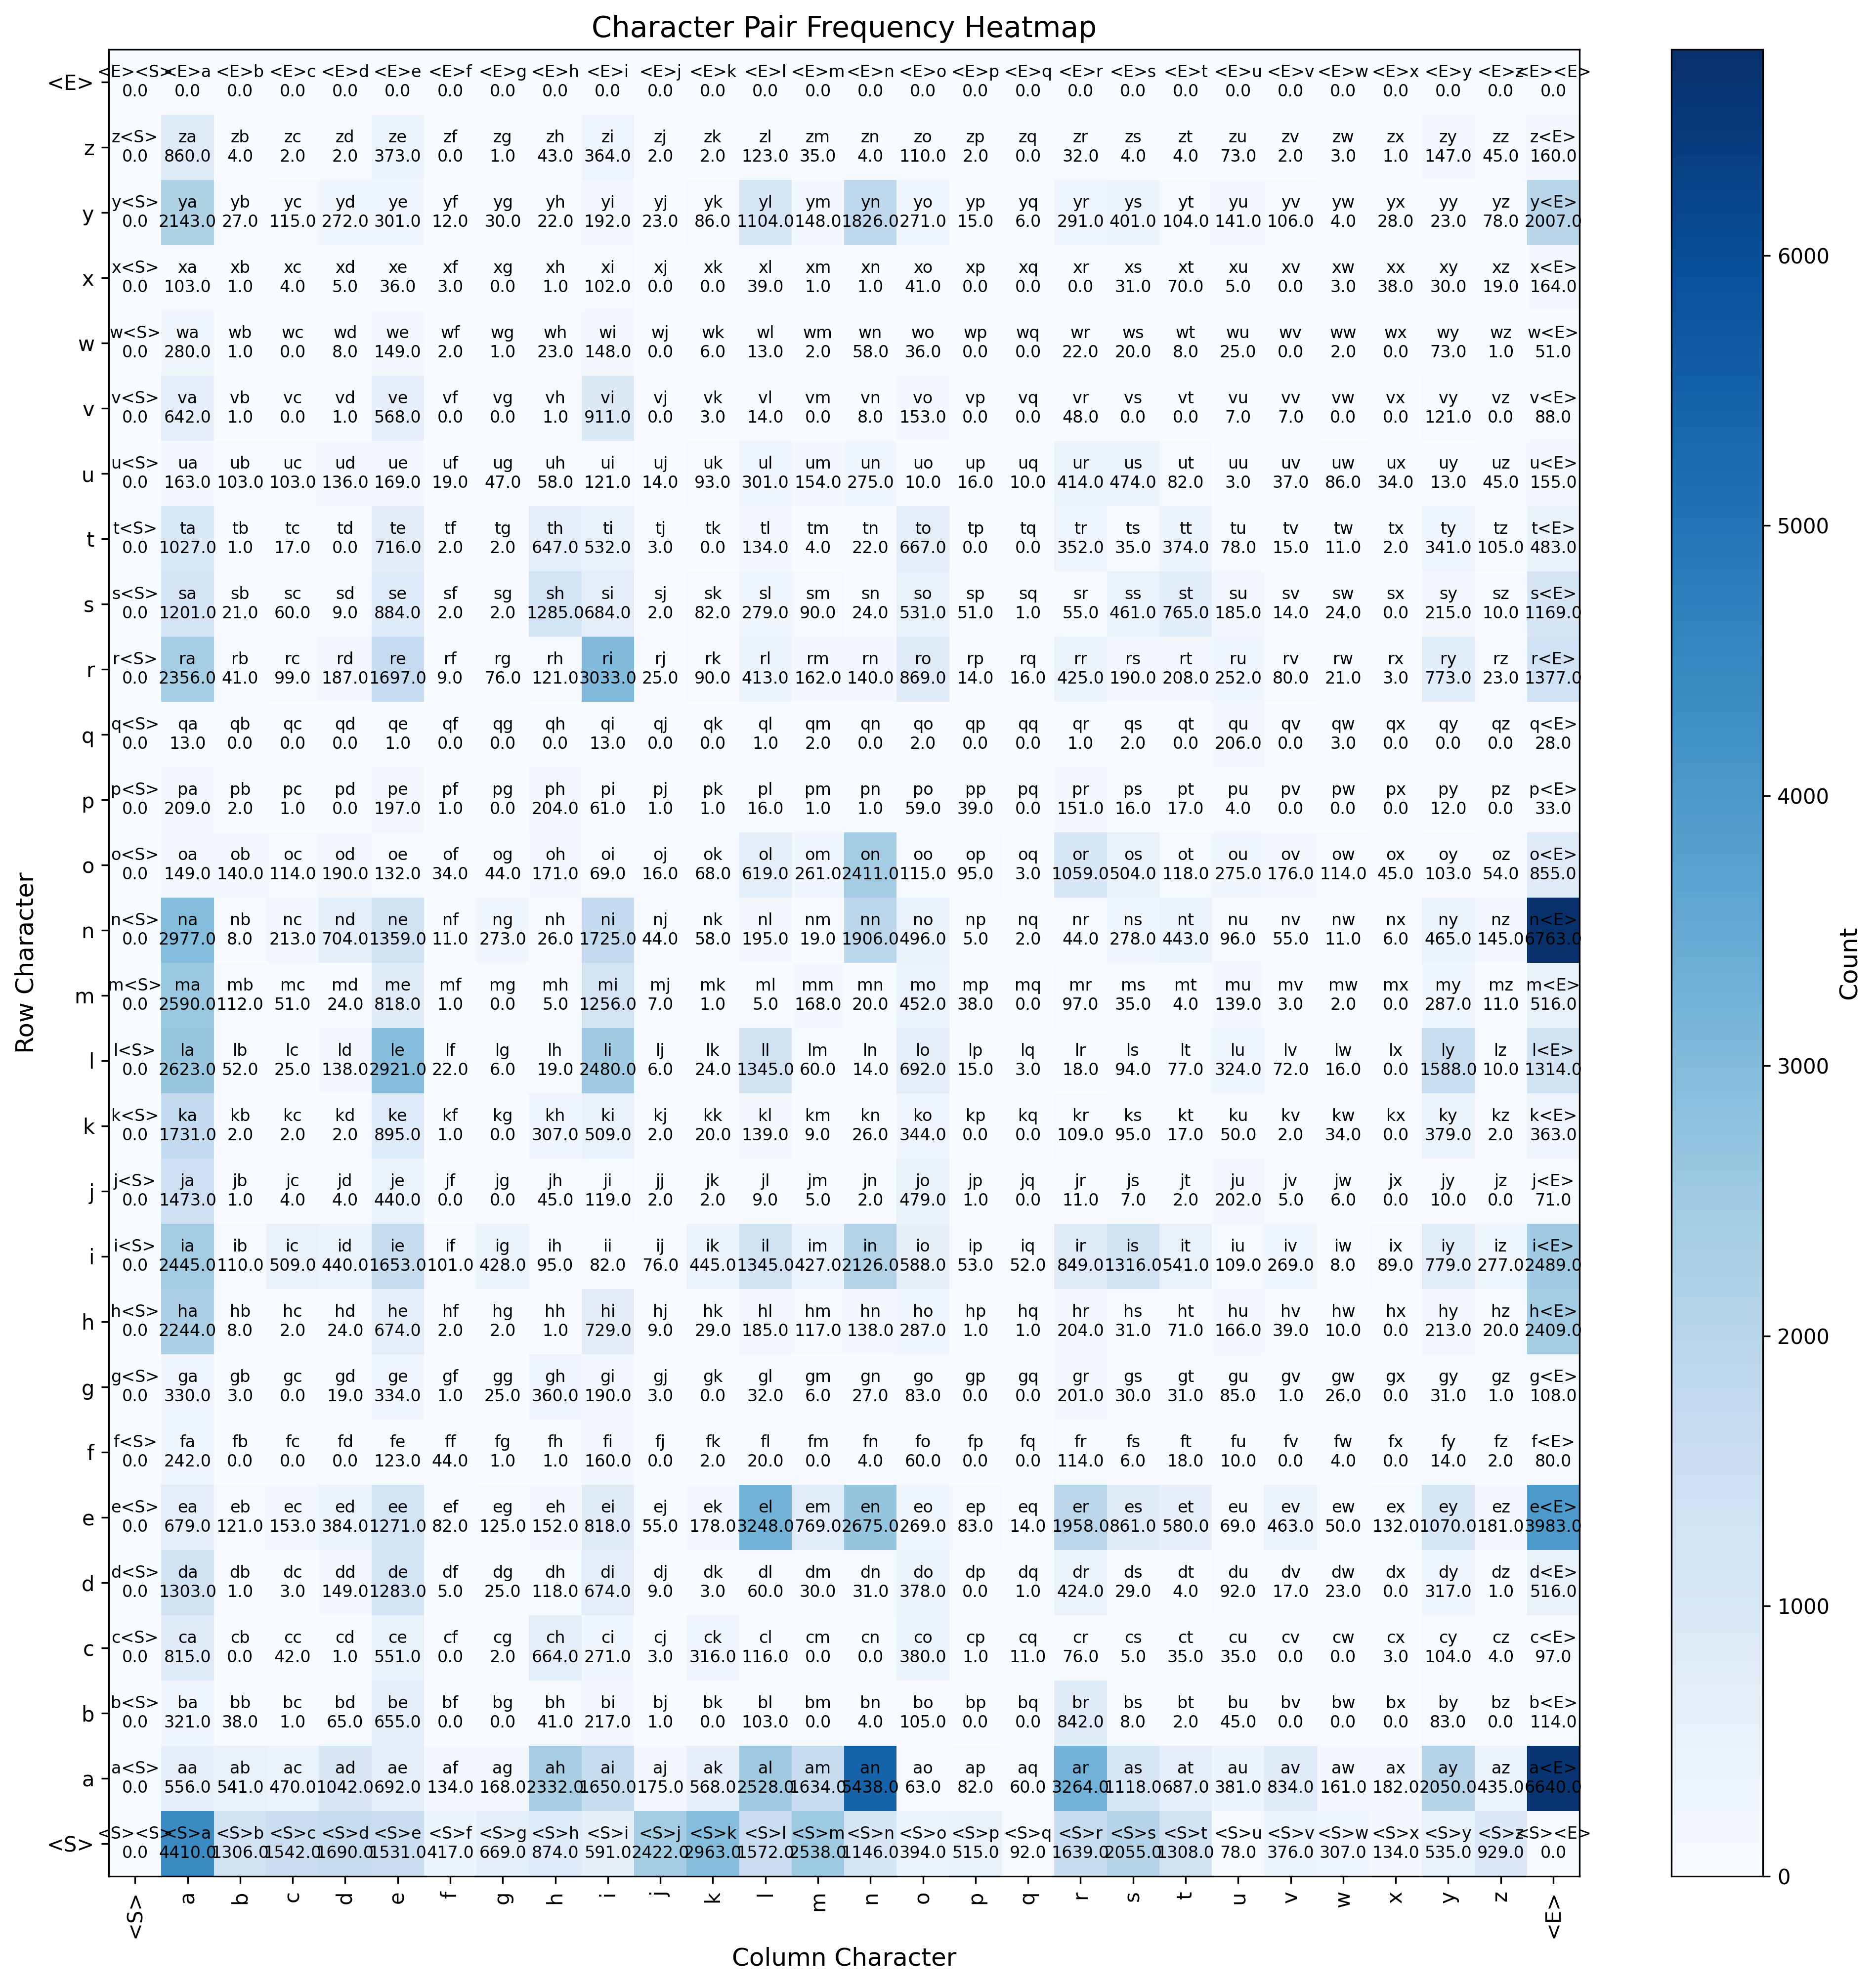 Character Pair Frequency Heatmap
<E><S> <E>a <E>b <E>c <E>d <E>e <E>f <E>g <E>h <E>i <E>j <E>k <E>l <E>m <E>n <E>o <E>p <E>q <E>r <E>s <E>t <E>u <E>v <E>w <E>x <E>y <E>z <E><E>
<E>
0.0 0.0 0.0 0.0 0.0 0.0 0.0 0.0 0.0 0.0 0.0 0.0 0.0 0.0 0.0 0.0 0.0 0.0 0.0 0.0 0.0 0.0 0.0 0.0 0.0 0.0 0.0 0.0
z<S> za zb zc zd ze zf zg zh zi zj zk zl zm zn zo zp zq zr zs zt zu zv zw zx zy zz z<E>
z
0.0 860.0 4.0 2.0 2.0 373.0 0.0 1.0 43.0 364.0 2.0 2.0 123.0 35.0 4.0 110.0 2.0 0.0 32.0 4.0 4.0 73.0 2.0 3.0 1.0 147.0 45.0 160.0
y<S> ya yb yc yd ye yf yg yh yi yj yk yl ym yn yo yp yq yr ys yt yu yv yw yx yy yz y<E>
y
0.0 2143.0 27.0 115.0 272.0 301.0 12.0 30.0 22.0 192.0 23.0 86.0 1104.0 148.0 1826.0 271.0 15.0 6.0 291.0 401.0 104.0 141.0 106.0 4.0 28.0 23.0 78.0 2007.0
x<S> xa xb xc xd xe xf xg xh xi xj xk xl xm xn xo xp xq xr xs xt xu xv xw xx xy xz x<E>
x
0.0 103.0 1.0 4.0 5.0 36.0 3.0 0.0 1.0 102.0 0.0 0.0 39.0 1.0 1.0 41.0 0.0 0.0 0.0 31.0 70.0 5.0 0.0 3.0 38.0 30.0 19.0 164.0
w<S> wa wb wc wd we wf wg wh wi wj wk wl wm wn wo wp wq wr ws wt wu wv ww wx wy wz w<E>
w
0.0 280.0 1.0 0.0 8.0 149.0 2.0 1.0 23.0 148.0 0.0 6.0 13.0 2.0 58.0 36.0 0.0 0.0 22.0 20.0 8.0 25.0 0.0 2.0 0.0 73.0 1.0 51.0
v<S> va vb vc vd ve vf vg vh vi vj vk vl vm vn vo vp vq vr vs vt vu vv vw vx vy vz v<E>
v
0.0 642.0 1.0 0.0 1.0 568.0 0.0 0.0 1.0 911.0 0.0 3.0 14.0 0.0 8.0 153.0 0.0 0.0 48.0 0.0 0.0 7.0 7.0 0.0 0.0 121.0 0.0 88.0
u<S> ua ub uc ud ue uf ug uh ui uj uk ul um un uo up uq ur us ut uu uv uw ux uy uz u<E>
u
0.0 163.0 103.0 103.0 136.0 169.0 19.0 47.0 58.0 121.0 14.0 93.0 301.0 154.0 275.0 10.0 16.0 10.0 414.0 474.0 82.0 3.0 37.0 86.0 34.0 13.0 45.0 155.0
t<S> ta tb tc td te tf tg th ti tj tk tl tm tn to tp tq tr ts tt tu tv tw tx ty tz t<E>
t
0.0 1027.0 1.0 17.0 0.0 716.0 2.0 2.0 647.0 532.0 3.0 0.0 134.0 4.0 22.0 667.0 0.0 0.0 352.0 35.0 374.0 78.0 15.0 11.0 2.0 341.0 105.0 483.0
s<S> sa sb sc sd se sf sg sh si sj sk sl sm sn so sp sq sr ss st su sv sw sx sy sz s<E>
s
0.0 1201.0 21.0 60.0 9.0 884.0 2.0 2.0 1285.0 684.0 2.0 82.0 279.0 90.0 24.0 531.0 51.0 1.0 55.0 461.0 765.0 185.0 14.0 24.0 0.0 215.0 10.0 1169.0
r<S> ra rb rc rd re rf rg rh ri rj rk rl rm rn ro rp rq rr rs rt ru rv rw rx ry rz r<E>
r
0.0 2356.0 41.0 99.0 187.0 1697.0 9.0 76.0 121.0 3033.0 25.0 90.0 413.0 162.0 140.0 869.0 14.0 16.0 425.0 190.0 208.0 252.0 80.0 21.0 3.0 773.0 23.0 1377.0
q<S> qa qb qc qd qe qf qg qh qi qj qk ql qm qn qo qp qq qr qs qt qu qv qw qx qy qz q<E>
q
0.0 13.0 0.0 0.0 0.0 1.0 0.0 0.0 0.0 13.0 0.0 0.0 1.0 2.0 0.0 2.0 0.0 0.0 1.0 2.0 0.0 206.0 0.0 3.0 0.0 0.0 0.0 28.0
p<S> pa pb pc pd pe pf pg ph pi pj pk pl pm pn po pp pq pr ps pt pu pv pw px py pz p<E>
p
0.0 209.0 2.0 1.0 0.0 197.0 1.0 0.0 204.0 61.0 1.0 1.0 16.0 1.0 1.0 59.0 39.0 0.0 151.0 16.0 17.0 4.0 0.0 0.0 0.0 12.0 0.0 33.0
o<S> oa ob oc od oe of og oh oi oj ok ol om on oo op oq or os ot ou ov ow ox oy oz o<E>
o
0.0 149.0 140.0 114.0 190.0 132.0 34.0 44.0 171.0 69.0 16.0 68.0 619.0 261.0 2411.0 115.0 95.0 3.0 1059.0 504.0 118.0 275.0 176.0 114.0 45.0 103.0 54.0 855.0
n<S> na nb nc nd ne nf ng nh ni nj nk nl nm nn no np nq nr ns nt nu nv nw nx ny nz n<E>
n
0.0 2977.0 8.0 213.0 704.0 1359.0 11.0 273.0 26.0 1725.0 44.0 58.0 195.0 19.0 1906.0 496.0 5.0 2.0 44.0 278.0 443.0 96.0 55.0 11.0 6.0 465.0 145.0 6763.0
m<S> ma mb mc md me mf mg mh mi mj mk ml mm mn mo mp mq mr ms mt mu mv mw mx my mz m<E>
m
0.0 2590.0 112.0 51.0 24.0 818.0 1.0 0.0 5.0 1256.0 7.0 1.0 5.0 168.0 20.0 452.0 38.0 0.0 97.0 35.0 4.0 139.0 3.0 2.0 0.0 287.0 11.0 516.0
l<S> la lb lc ld le lf lg lh li lj lk ll lm ln lo lp lq lr ls lt lu lv lw lx ly lz l<E>
l
0.0 2623.0 52.0 25.0 138.0 2921.0 22.0 6.0 19.0 2480.0 6.0 24.0 1345.0 60.0 14.0 692.0 15.0 3.0 18.0 94.0 77.0 324.0 72.0 16.0 0.0 1588.0 10.0 1314.0
k<S> ka kb kc kd ke kf kg kh ki kj kk kl km kn ko kp kq kr ks kt ku kv kw kx ky kz k<E>
k
0.0 1731.0 2.0 2.0 2.0 895.0 1.0 0.0 307.0 509.0 2.0 20.0 139.0 9.0 26.0 344.0 0.0 0.0 109.0 95.0 17.0 50.0 2.0 34.0 0.0 379.0 2.0 363.0
j<S> ja jb jc jd je jf jg jh ji jj jk jl jm jn jo jp jq jr js jt ju jv jw jx jy jz j<E>
j
0.0 1473.0 1.0 4.0 4.0 440.0 0.0 0.0 45.0 119.0 2.0 2.0 9.0 5.0 2.0 479.0 1.0 0.0 11.0 7.0 2.0 202.0 5.0 6.0 0.0 10.0 0.0 71.0
i<S> ia ib ic id ie if ig ih ii ij ik il im in io ip iq ir is it iu iv iw ix iy iz i<E>
i
0.0 2445.0 110.0 509.0 440.0 1653.0 101.0 428.0 95.0 82.0 76.0 445.0 1345.0 427.0 2126.0 588.0 53.0 52.0 849.0 1316.0 541.0 109.0 269.0 8.0 89.0 779.0 277.0 2489.0
h<S> ha hb hc hd he hf hg hh hi hj hk hl hm hn ho hp hq hr hs ht hu hv hw hx hy hz h<E>
h
0.0 2244.0 8.0 2.0 24.0 674.0 2.0 2.0 1.0 729.0 9.0 29.0 185.0 117.0 138.0 287.0 1.0 1.0 204.0 31.0 71.0 166.0 39.0 10.0 0.0 213.0 20.0 2409.0
g<S> ga gb gc gd ge gf gg gh gi gj gk gl gm gn go gp gq gr gs gt gu gv gw gx gy gz g<E>
g
0.0 330.0 3.0 0.0 19.0 334.0 1.0 25.0 360.0 190.0 3.0 0.0 32.0 6.0 27.0 83.0 0.0 0.0 201.0 30.0 31.0 85.0 1.0 26.0 0.0 31.0 1.0 108.0
f<S> fa fb fc fd fe ff fg fh fi fj fk fl fm fn fo fp fq fr fs ft fu fv fw fx fy fz f<E>
f
0.0 242.0 0.0 0.0 0.0 123.0 44.0 1.0 1.0 160.0 0.0 2.0 20.0 0.0 4.0 60.0 0.0 0.0 114.0 6.0 18.0 10.0 0.0 4.0 0.0 14.0 2.0 80.0
e<S> ea eb ec ed ee ef eg eh ei ej ek el em en eo ep eq er es et eu ev ew ex ey ez e<E>
e
0.0 679.0 121.0 153.0 384.0 1271.0 82.0 125.0 152.0 818.0 55.0 178.0 3248.0 769.0 2675.0 269.0 83.0 14.0 1958.0 861.0 580.0 69.0 463.0 50.0 132.0 1070.0 181.0 3983.0
d<S> da db dc dd de df dg dh di dj dk dl dm dn do dp dq dr ds dt du dv dw dx dy dz d<E>
d
0.0 1303.0 1.0 3.0 149.0 1283.0 5.0 25.0 118.0 674.0 9.0 3.0 60.0 30.0 31.0 378.0 0.0 1.0 424.0 29.0 4.0 92.0 17.0 23.0 0.0 317.0 1.0 516.0
c<S> ca cb cc cd ce cf cg ch ci cj ck cl cm cn co cp cq cr cs ct cu cv cw cx cy cz c<E>
c
0.0 815.0 0.0 42.0 1.0 551.0 0.0 2.0 664.0 271.0 3.0 316.0 116.0 0.0 0.0 380.0 1.0 11.0 76.0 5.0 35.0 35.0 0.0 0.0 3.0 104.0 4.0 97.0
b<S> ba bb bc bd be bf bg bh bi bj bk bl bm bn bo bp bq br bs bt bu bv bw bx by bz b<E>
b
0.0 321.0 38.0 1.0 65.0 655.0 0.0 0.0 41.0 217.0 1.0 0.0 103.0 0.0 4.0 105.0 0.0 0.0 842.0 8.0 2.0 45.0 0.0 0.0 0.0 83.0 0.0 114.0
a<S> aa ab ac ad ae af ag ah ai aj ak al am an ao ap aq ar as at au av aw ax ay az a<E>
a
0.0 556.0 541.0 470.0 1042.0 692.0 134.0 168.0 2332.0 1650.0 175.0 568.0 2528.0 1634.0 5438.0 63.0 82.0 60.0 3264.0 1118.0 687.0 381.0 834.0 161.0 182.0 2050.0 435.0 6640.0
<S><S> <S>a <S>b <S>c <S>d <S>e <S>f <S>g <S>h <S>i <S>j <S>k <S>l <S>m <S>n <S>o <S>p <S>q <S>r <S>s <S>t <S>u <S>v <S>w <S>x <S>y <S>z <S><E>
<S>
0.0 4410.0 1306.0 1542.0 1690.0 1531.0 417.0 669.0 874.0 591.0 2422.0 2963.0 1572.0 2538.0 1146.0 394.0 515.0 92.0 1639.0 2055.0 1308.0 78.0 376.0 307.0 134.0 535.0 929.0 0.0
<S> a b c d e f g h i j k l m n o p q r s t u v w x y z <E>
Column Character
Row Character
6000
5000
4000
3000
2000
1000
0
Count